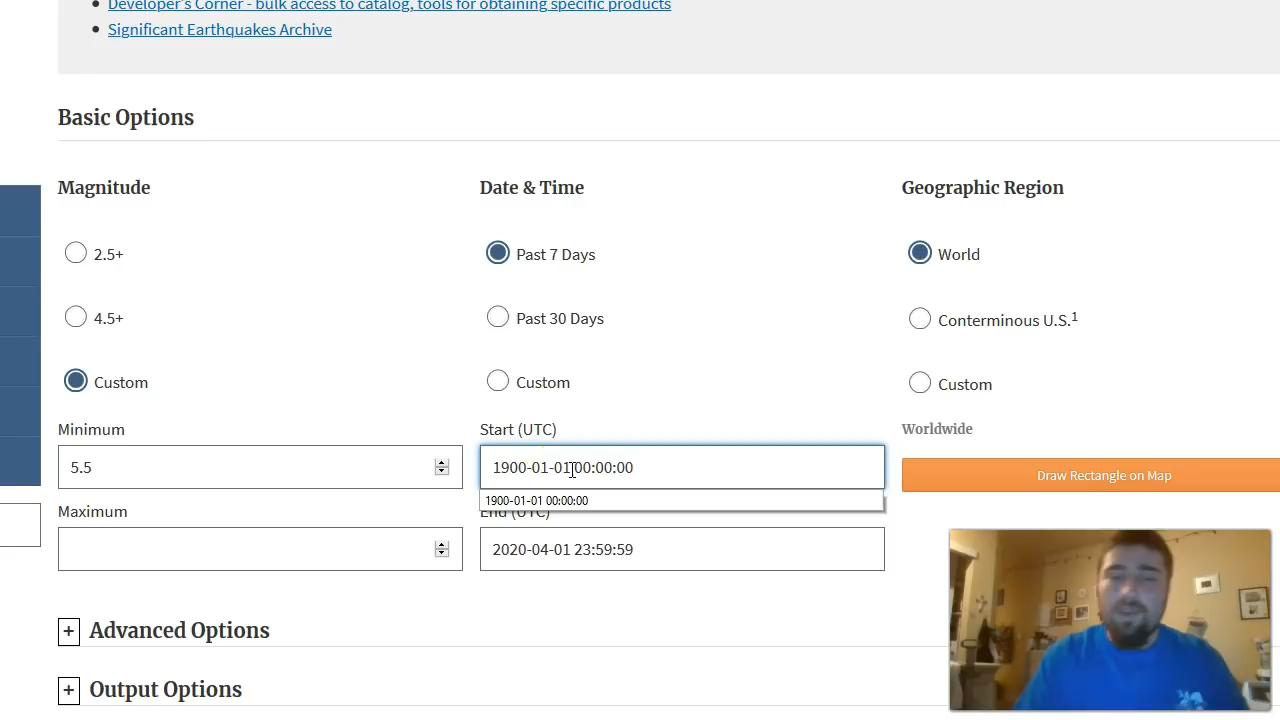 Developer's Corner - bulk access to catalog, tools for obtaining specific products
Significant Earthquakes Archive
Basic Options
Magnitude
Date & Time
Geographic Region
2.5+
Past 7 Days
World
4.5+
Past 30 Days
Conterminous U.S.1
Custom
Custom
Custom
Minimum
Start (UTC)
Worldwide
5.5
1900-01-01 00:00:00
Draw Rectangle on Map
1900-01-01 00:00:00
Maximum
End (UTC)
2020-04-01 23:59:59
+ Advanced Options
+ Output Options